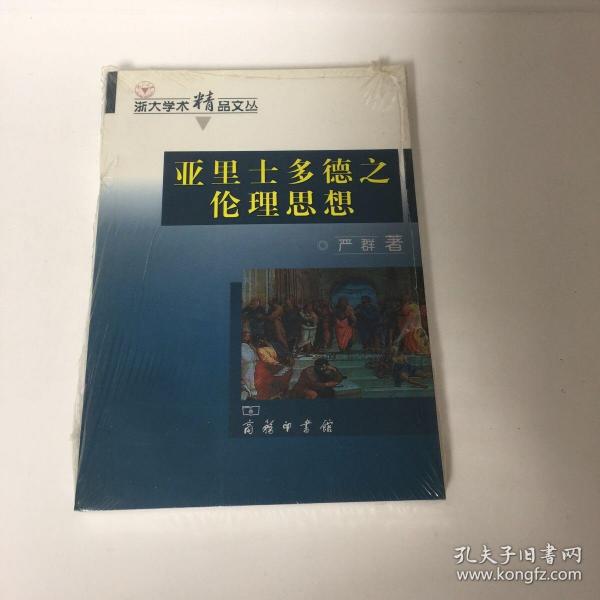 浙大学术精品文丛
亚里士多德之
伦理思想
严群 著
商务印书馆
孔夫子旧书网
www.kongfz.com